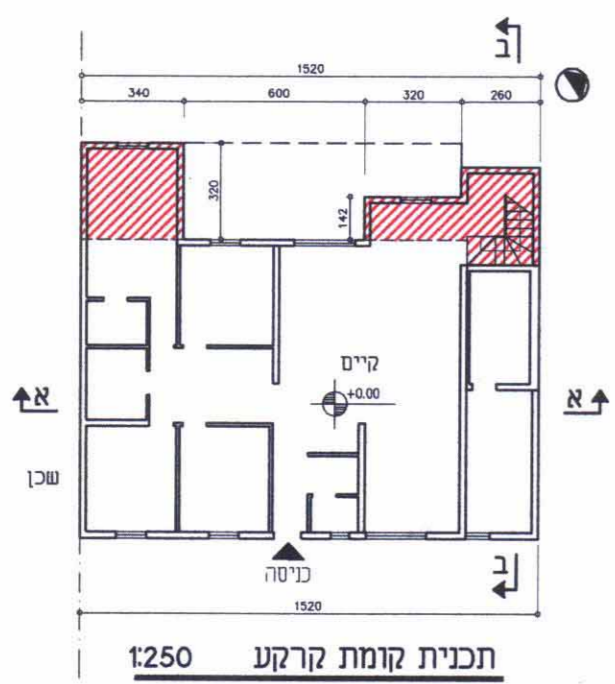 ב
1520
340 600 320 260
320
142
קיים
+0.00
א א
שכן
ב
כניסה
1520
תכנית קומת קרקע 1:250